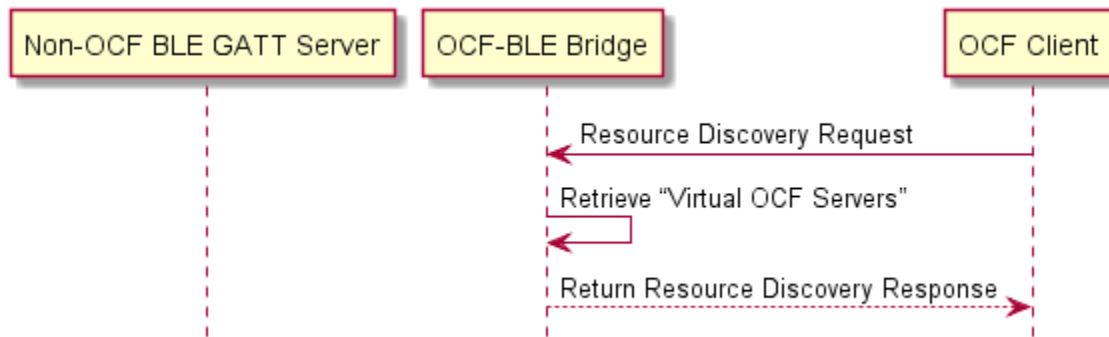 Non-OCF BLE GATT Server
OCF-BLE Bridge
OCF Client
Resource Discovery Request
Retrieve “Virtual OCF Servers”
Return Resource Discovery Response